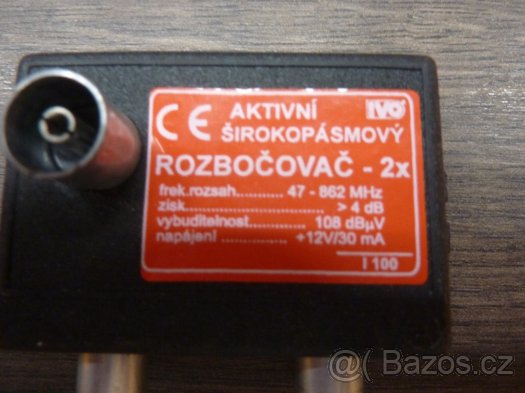 CE AKTIVNÍ IVO
ŠIROKOPÁSMOVÝ
ROZBOČOVAČ - 2x
frek.rozsah.......... 47 - 862 MHz
zisk................................... > 4 dB
vybuditelnost............ 108 dBµV
napájení .............. +12V/30 mA
I 100
Bazos.cz